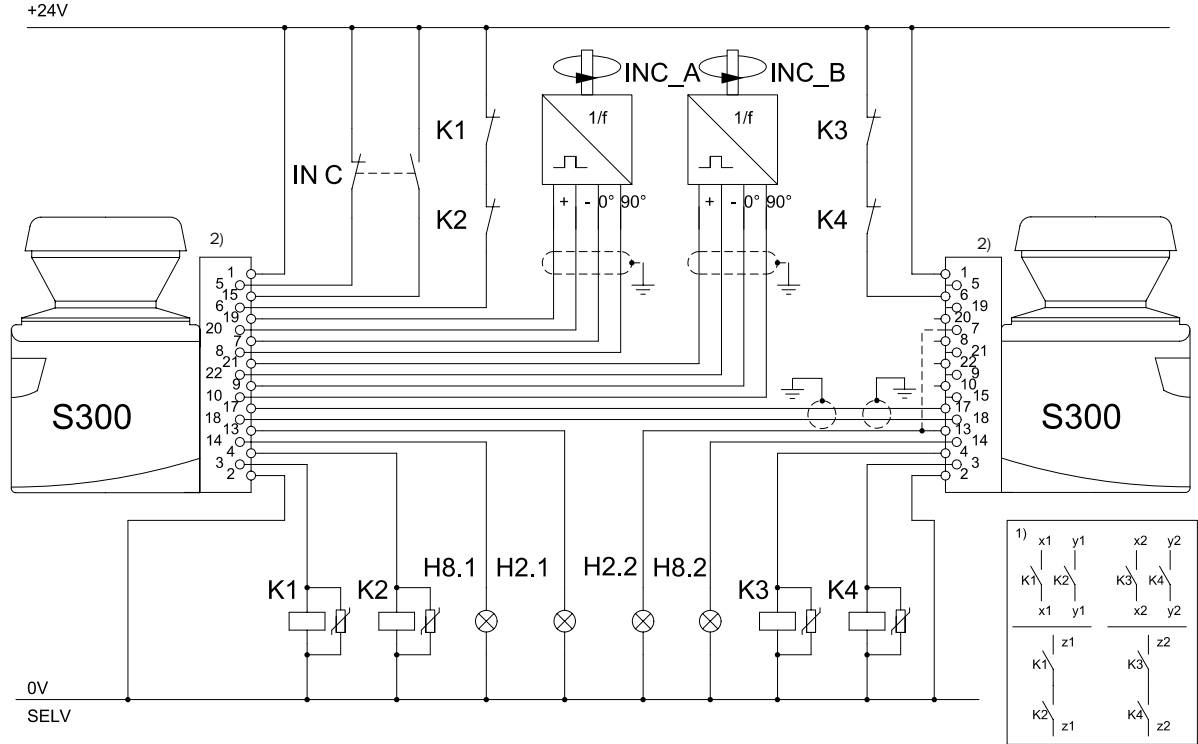 +24V
INC_A
INC_B
1/f
1/f
K1
K3
IN C
K2
K4
+ - 0° 90°
+ - 0° 90°
2)
2)
1
5
15
6
19
20
7
8
21
22
9
10
17
18
13
14
4
3
2
S300
1
5
6
19
20
7
8
21
22
9
10
15
17
18
13
14
4
3
2
S300
K1
K2
H8.1
H2.1
H2.2
H8.2
K3
K4
0V
SELV
1)
x1 y1 x2 y2
K1 K2 K3 K4
x1 y1 x2 y2
z1 z2
K1 K3
K2 K4
z1 z2